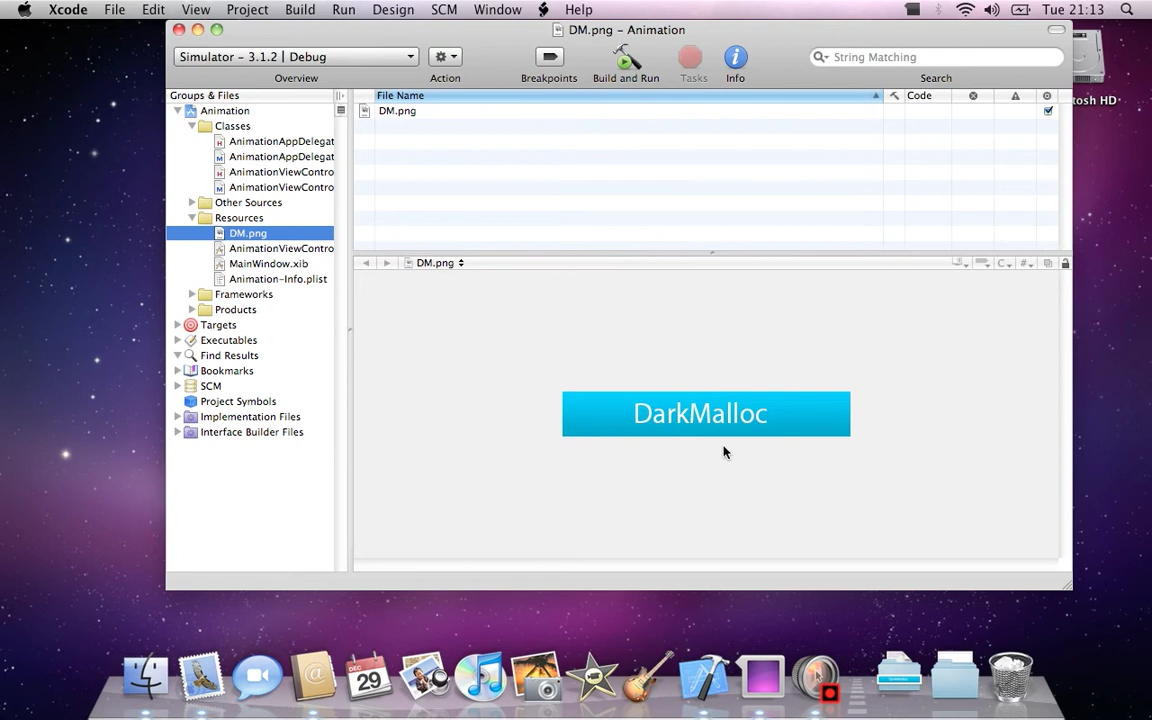 Xcode File Edit View Project Build Run Design SCM Window Help Tue 21:13
DM.png – Animation
Simulator – 3.1.2 | Debug
String Matching
Overview Action Breakpoints Build and Run Tasks Info Search
tosh HD
Groups & Files
File Name Code
Animation
DM.png
Classes
AnimationAppDelegat
AnimationAppDelegat
AnimationViewContro
AnimationViewContro
Other Sources
Resources
DM.png
AnimationViewContro
MainWindow.xib
Animation-Info.plist
Frameworks
Products
Targets
Executables
Find Results
Bookmarks
SCM
Project Symbols
Implementation Files
Interface Builder Files
DM.png
C #
DarkMalloc
DEC
29